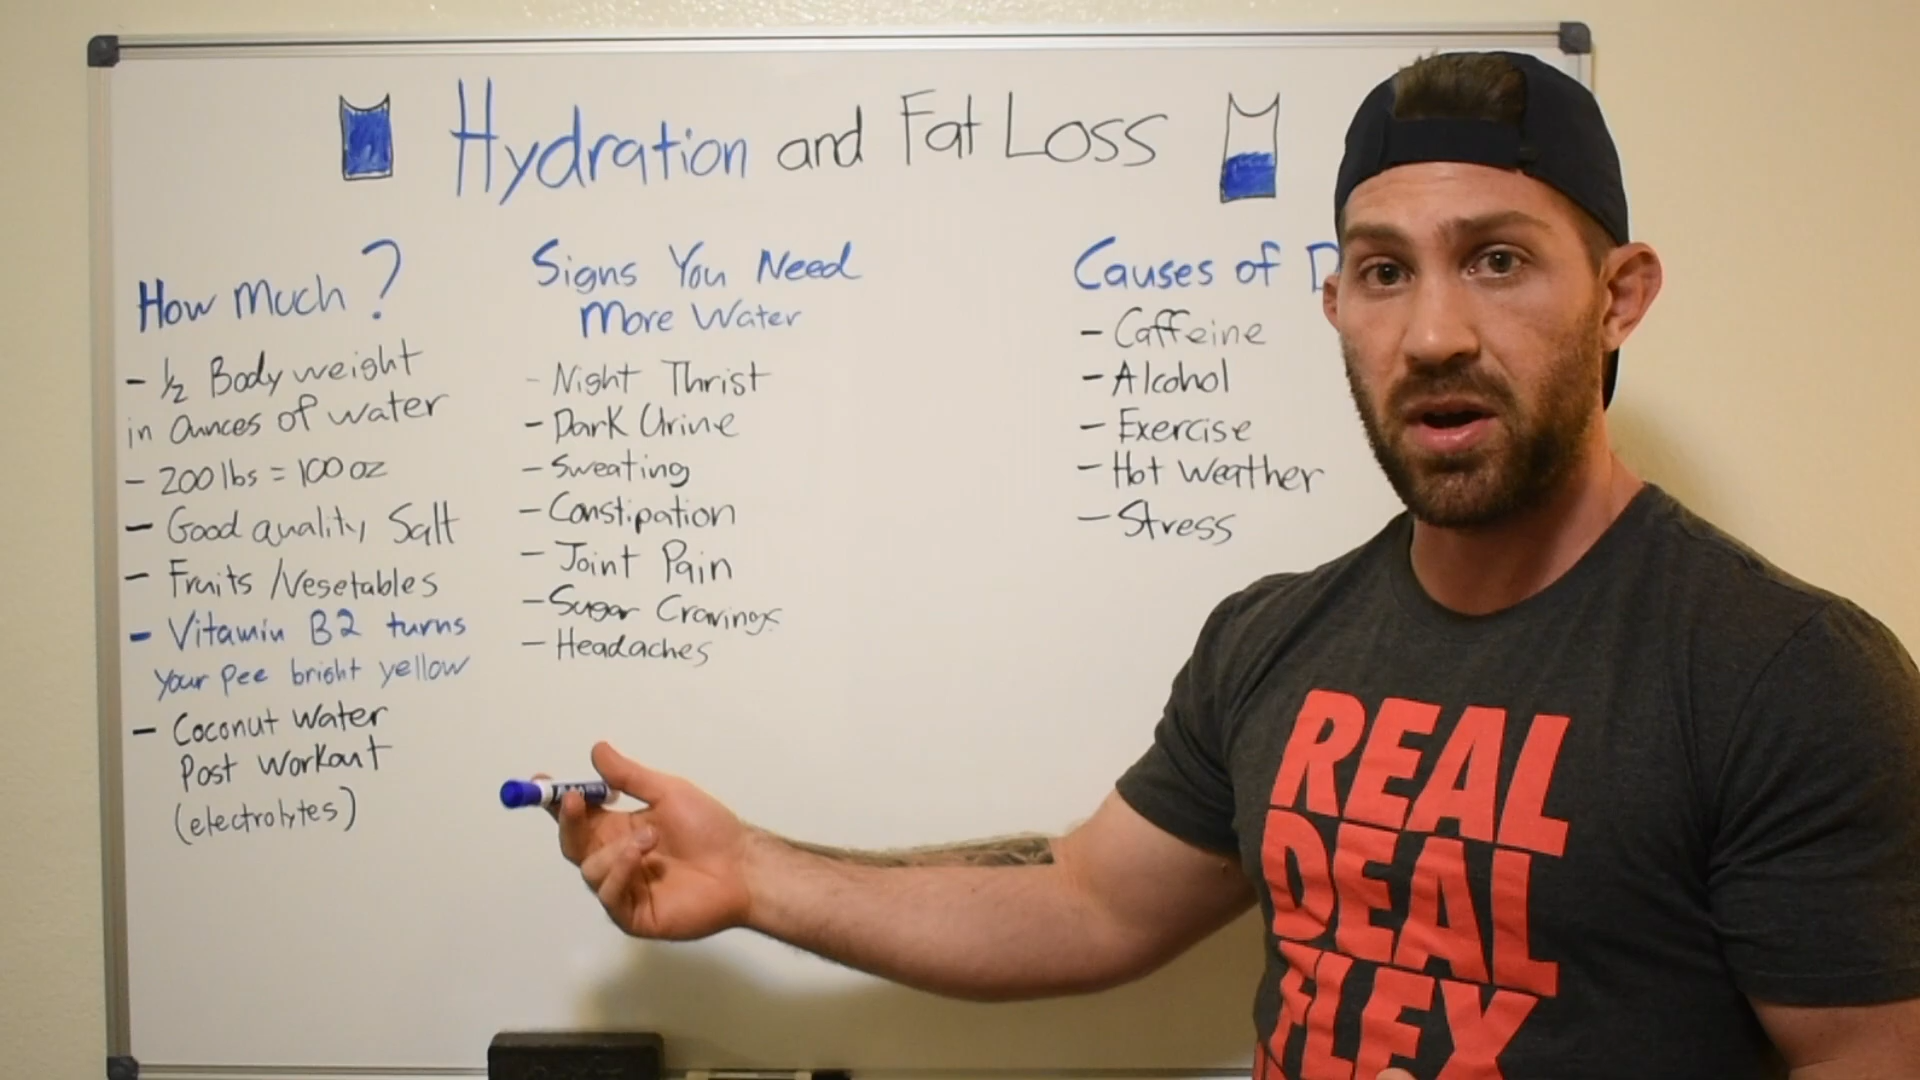 Hydration and Fat Loss
How Much?
- 1/2 Body weight
in Ounces of water
- 200 lbs = 100 oz
- Good quality Salt
- Fruits / Vegetables
- Vitamin B2 turns
your pee bright yellow
- Coconut Water
Post Workout
(electrolytes)
Signs You Need
More Water
- Night Thrist
- Dark Urine
- Sweating
- Constipation
- Joint Pain
- Sugar Cravings
- Headaches
Causes of D
- Caffeine
- Alcohol
- Exercise
- Hot Weather
- Stress
REAL
DEAL
FLEX